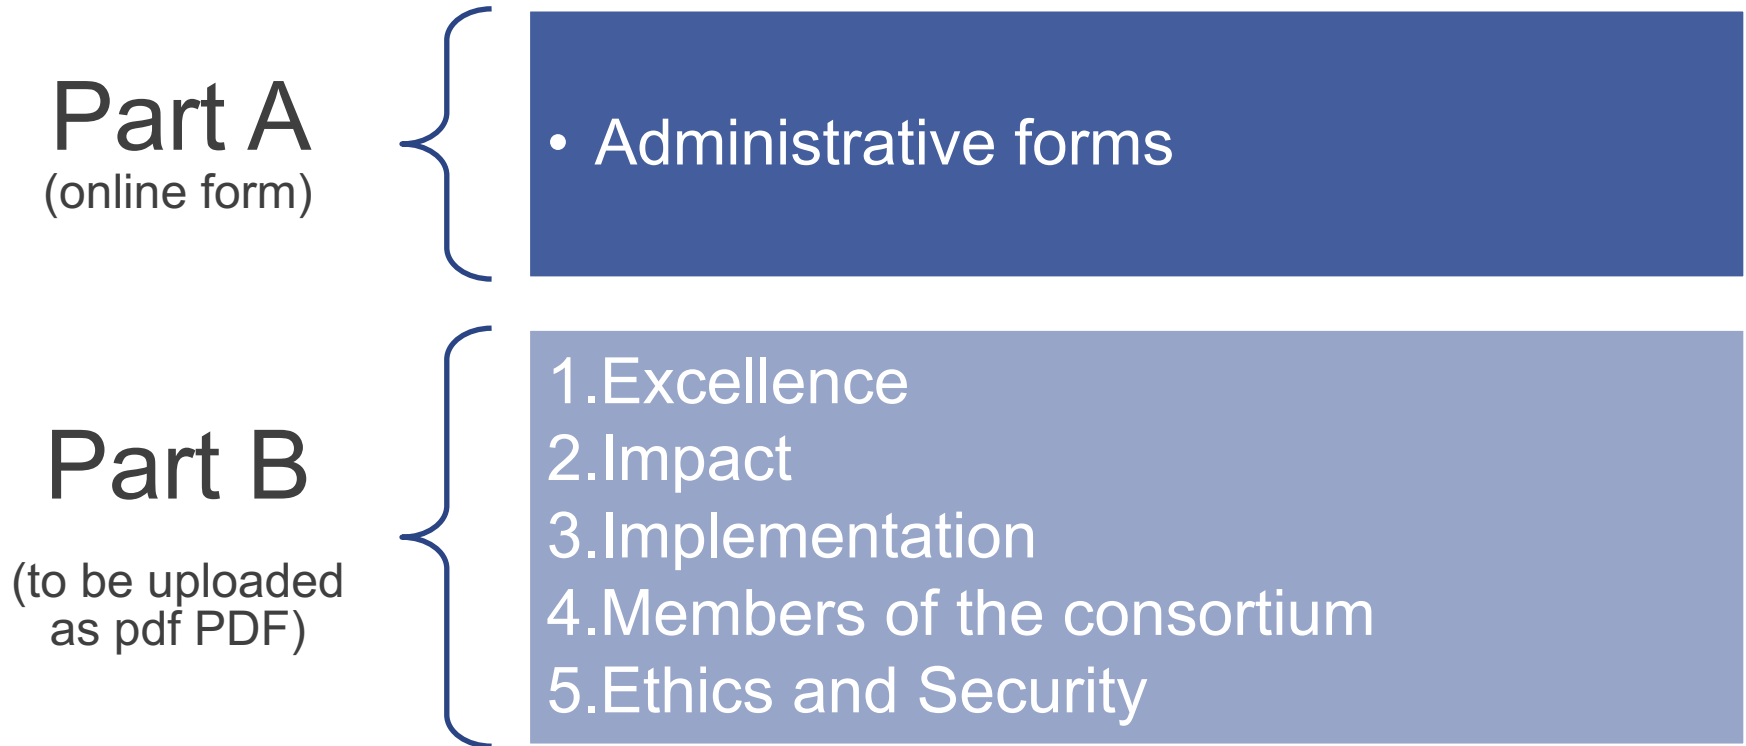 Part A
(online form)
• Administrative forms
Part B
(to be uploaded
as pdf PDF)
1.Excellence
2.Impact
3.Implementation
4.Members of the consortium
5.Ethics and Security